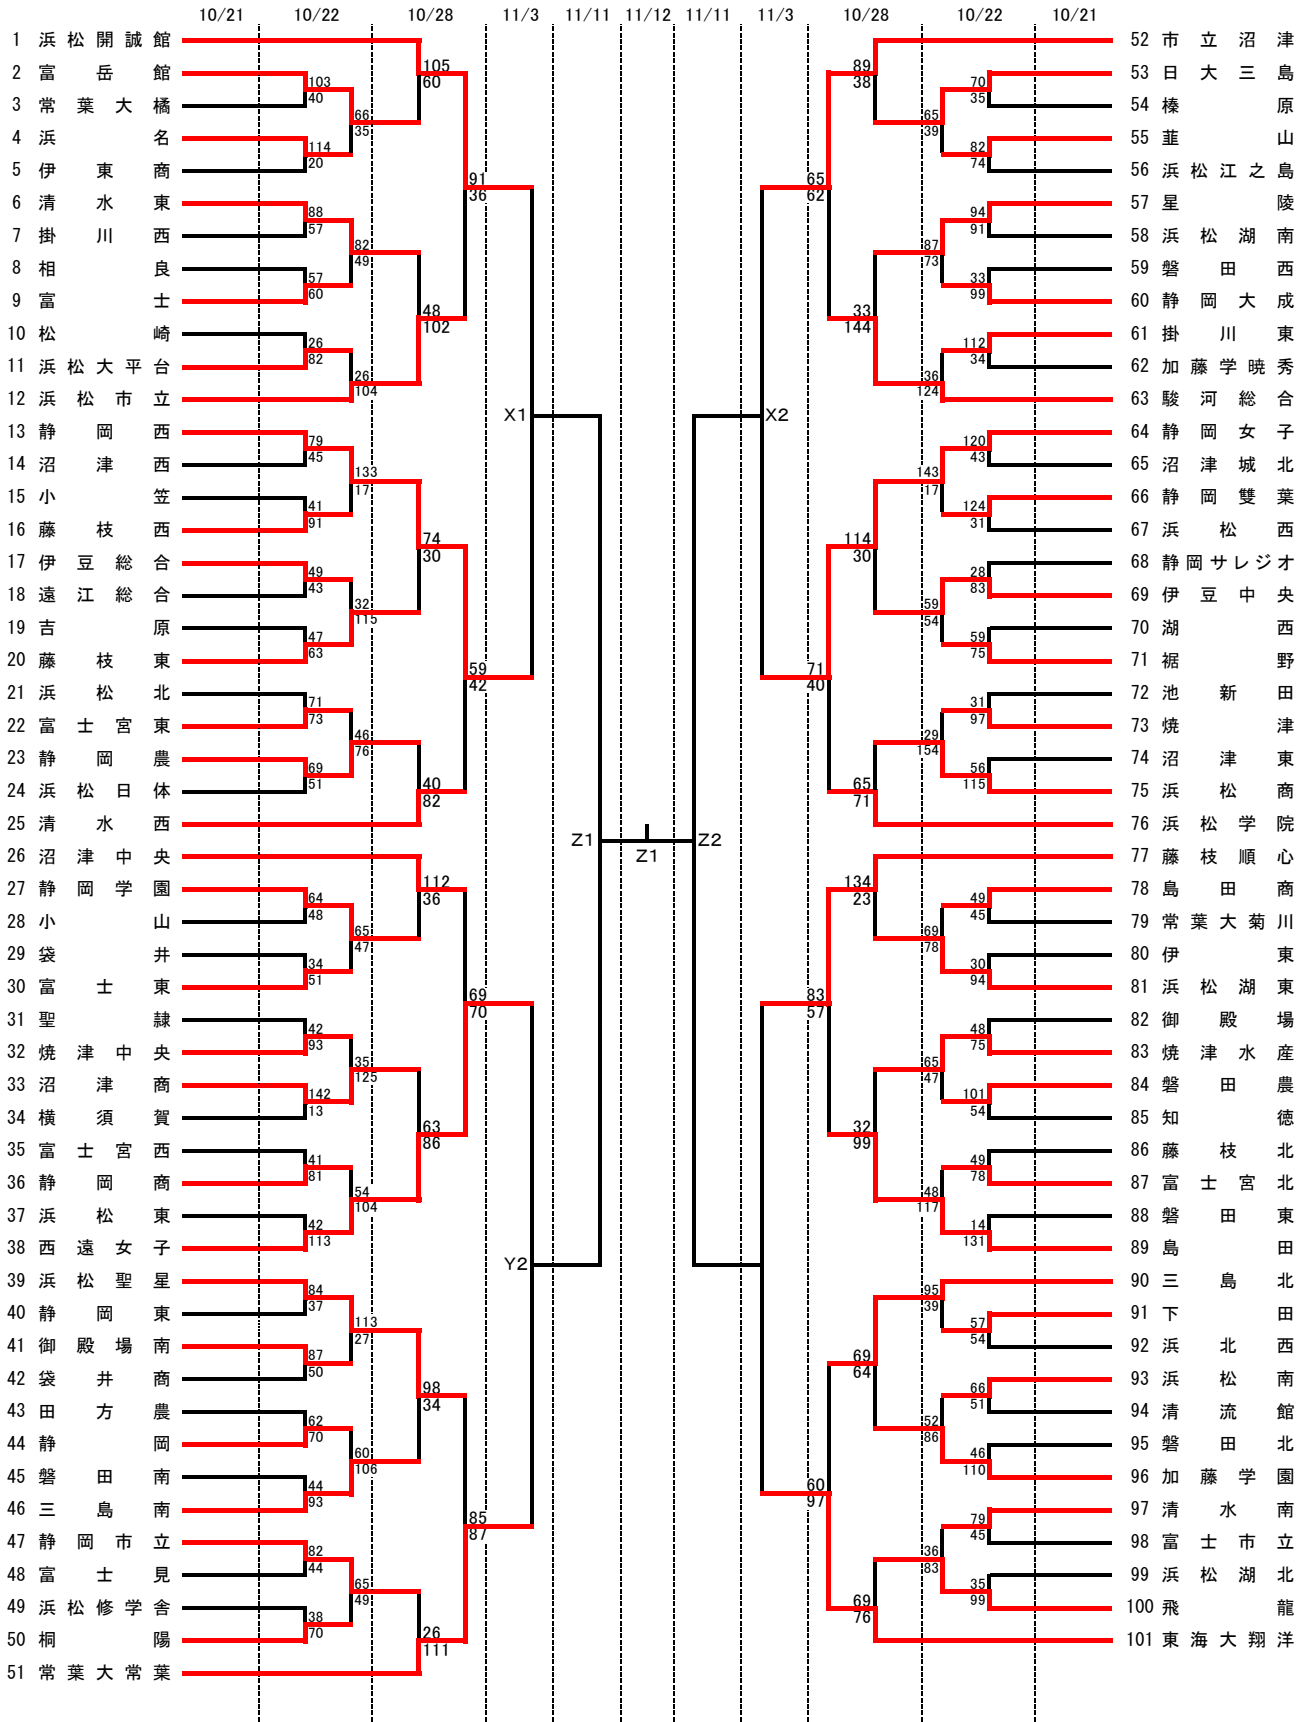 10/21 10/22 10/28 11/3 11/11 11/12 11/11 11/3 10/28 10/22 10/21
1 浜松開誠館
2 富岳館
3 常葉大橘
4 浜名
5 伊東商
6 清水東
7 掛川西
8 相良
9 富士
10 松崎
11 浜松大平台
12 浜松市立
13 静岡西
14 沼津西
15 小笠
16 藤枝西
17 伊豆総合
18 遠江総合
19 吉原
20 藤枝東
21 浜松北
22 富士宮東
23 静岡農
24 浜松日体
25 清水西
26 沼津中央
27 静岡学園
28 小山
29 袋井
30 富士東
31 聖隷
32 焼津中央
33 沼津商
34 横須賀
35 富士宮西
36 静岡商
37 浜松東
38 西遠女子
39 浜松聖星
40 静岡東
41 御殿場南
42 袋井商
43 田方農
44 静岡
45 磐田南
46 三島南
47 静岡市立
48 富士見
49 浜松修学舎
50 桐陽
51 常葉大常葉
103
40
114
20
88
57
57
60
26
82
79
45
41
91
49
43
47
63
71
73
69
51
64
48
34
51
42
93
142
13
41
81
42
113
84
37
87
50
62
70
44
93
82
44
38
70
66
35
82
49
26
104
133
17
32
115
46
76
65
47
35
125
54
104
113
27
60
106
65
49
105
60
48
102
74
30
40
82
112
36
63
86
98
34
26
111
91
36
59
42
69
70
85
87
X1
Y2
Z1
Z1
Z2
X2
65
62
71
40
83
57
60
97
89
38
33
144
114
30
65
71
134
23
32
99
69
64
69
76
65
39
87
73
36
124
143
17
59
54
29
154
69
78
65
47
48
117
95
39
52
86
36
83
70
35
82
74
94
91
33
99
112
34
120
43
124
31
28
83
59
75
31
97
56
115
49
45
30
94
48
75
101
54
49
78
14
131
57
54
66
51
46
110
79
45
35
99
52 市立沼津
53 日大三島
54 榛原
55 韮山
56 浜松江之島
57 星陵
58 浜松湖南
59 磐田西
60 静岡大成
61 掛川東
62 加藤学暁秀
63 駿河総合
64 静岡女子
65 沼津城北
66 静岡雙葉
67 浜松西
68 静岡サレジオ
69 伊豆中央
70 湖西
71 裾野
72 池新田
73 焼津
74 沼津東
75 浜松商
76 浜松学院
77 藤枝順心
78 島田商
79 常葉大菊川
80 伊東
81 浜松湖東
82 御殿場
83 焼津水産
84 磐田農
85 知徳
86 藤枝北
87 富士宮北
88 磐田東
89 島田
90 三島北
91 下田
92 浜北西
93 浜松南
94 清流館
95 磐田北
96 加藤学園
97 清水南
98 富士市立
99 浜松湖北
100 飛龍
101 東海大翔洋